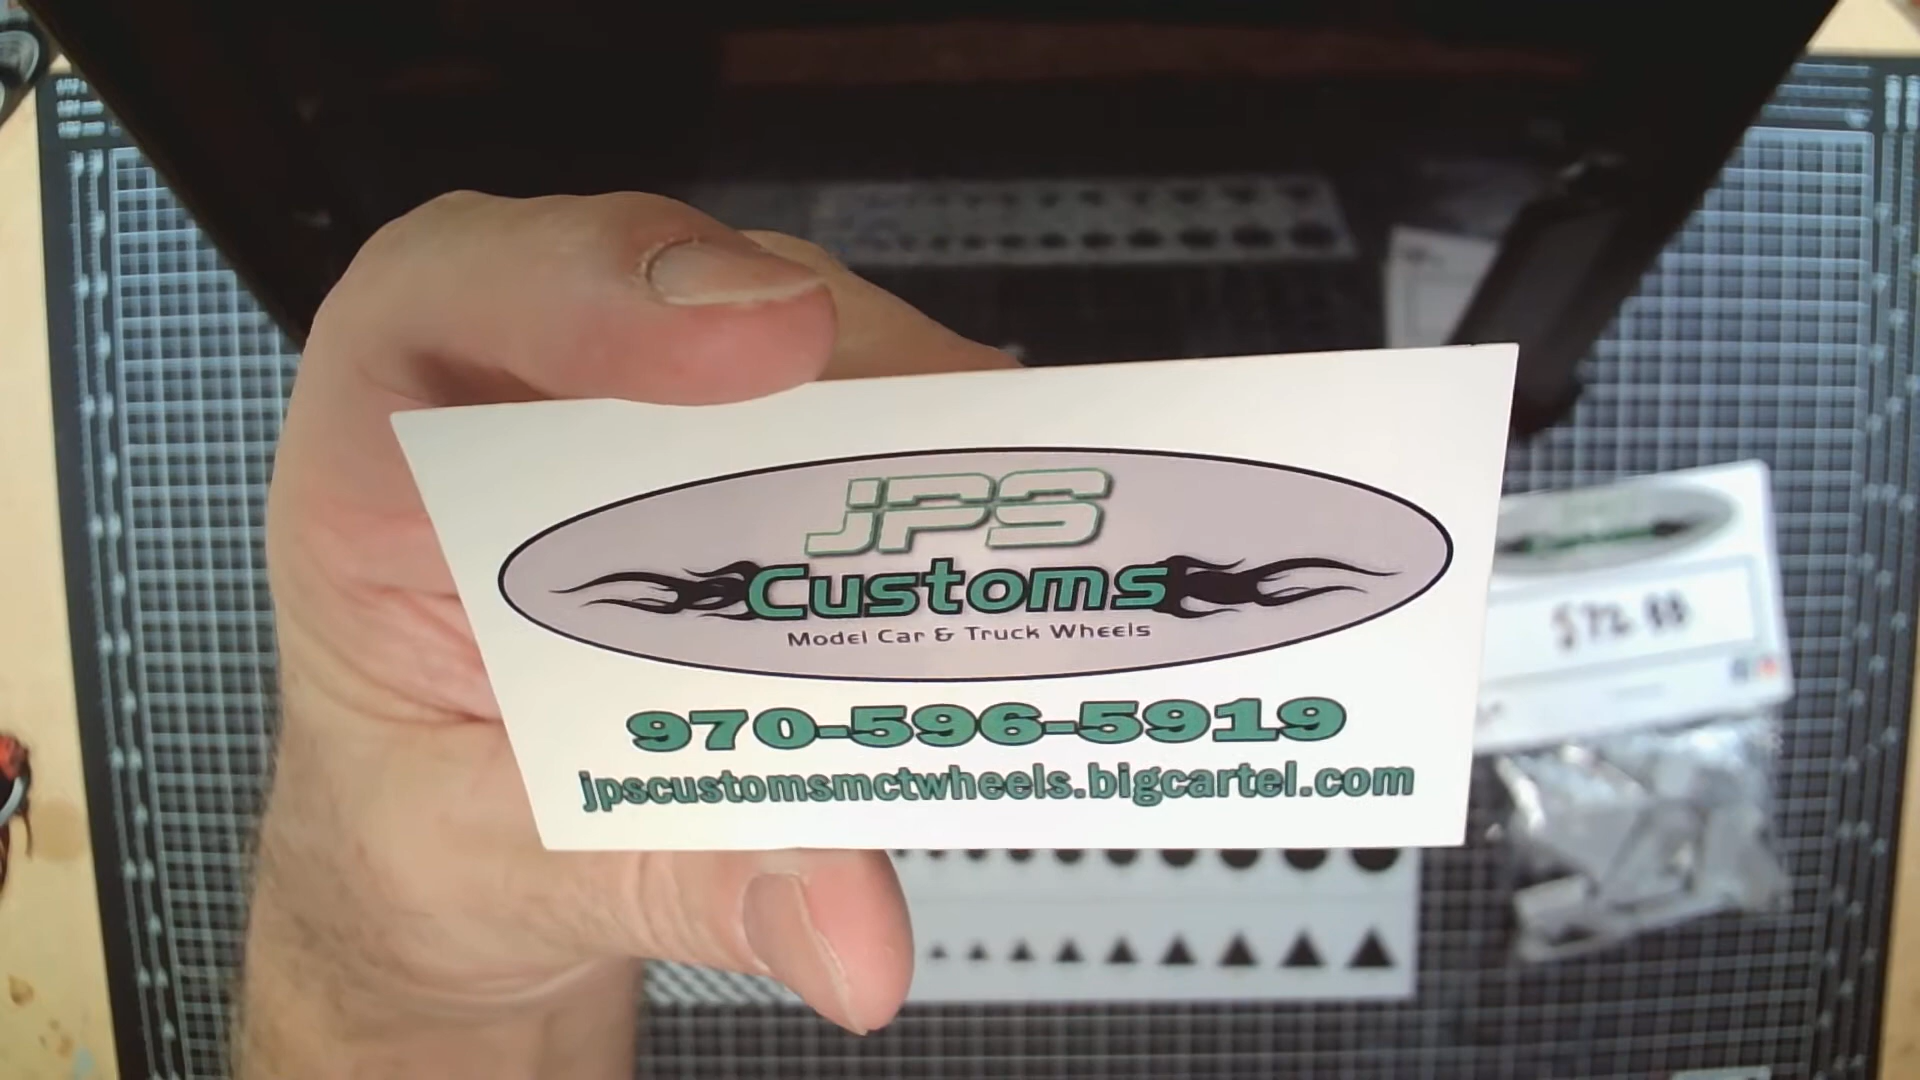 JPS
Customs
Model Car & Truck Wheels
970-596-5919
jpscustomsmctwheels.bigcartel.com